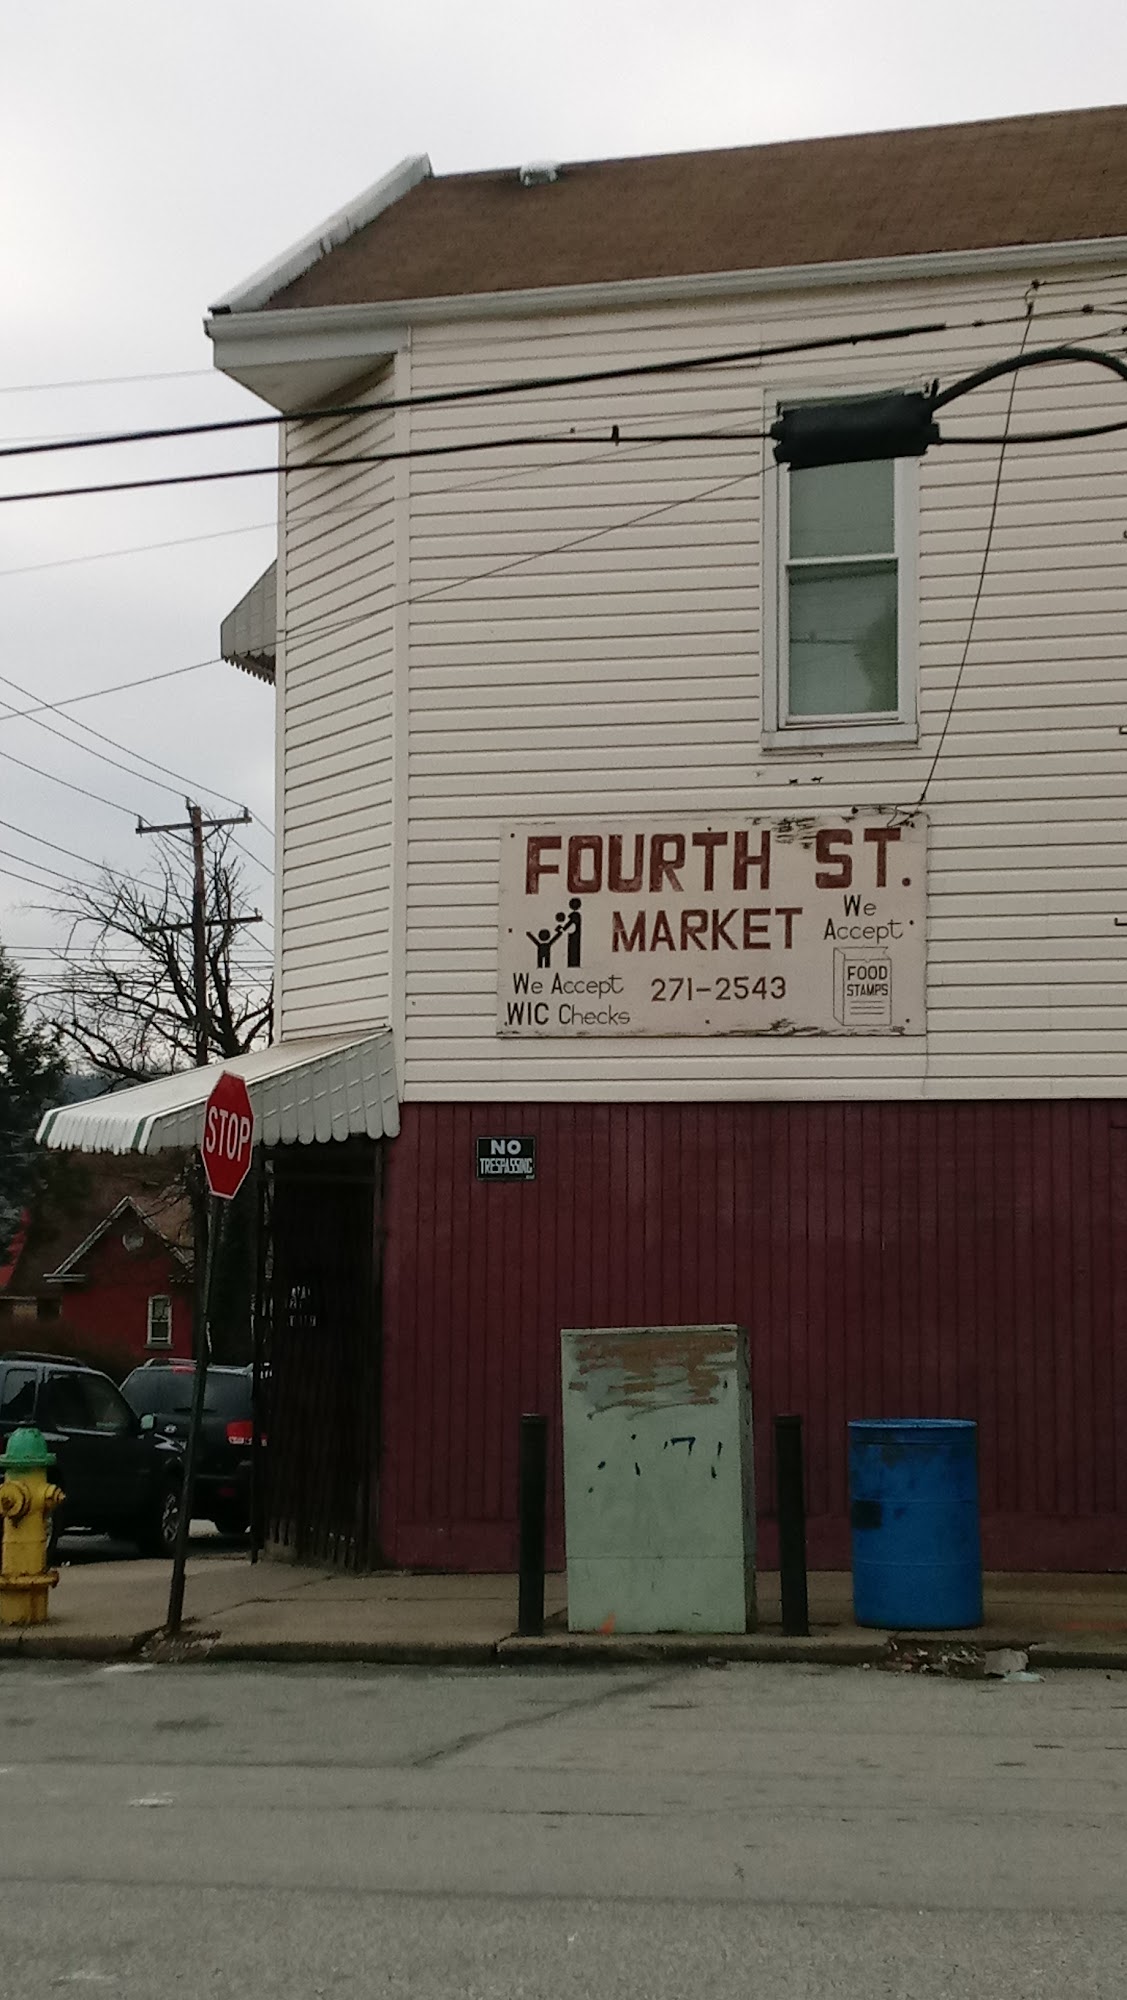 FOURTH ST.
MARKET
We
Accept
FOOD
STAMPS
We Accept
WIC Checks
271-2543
STOP
NO
TRESPASSING